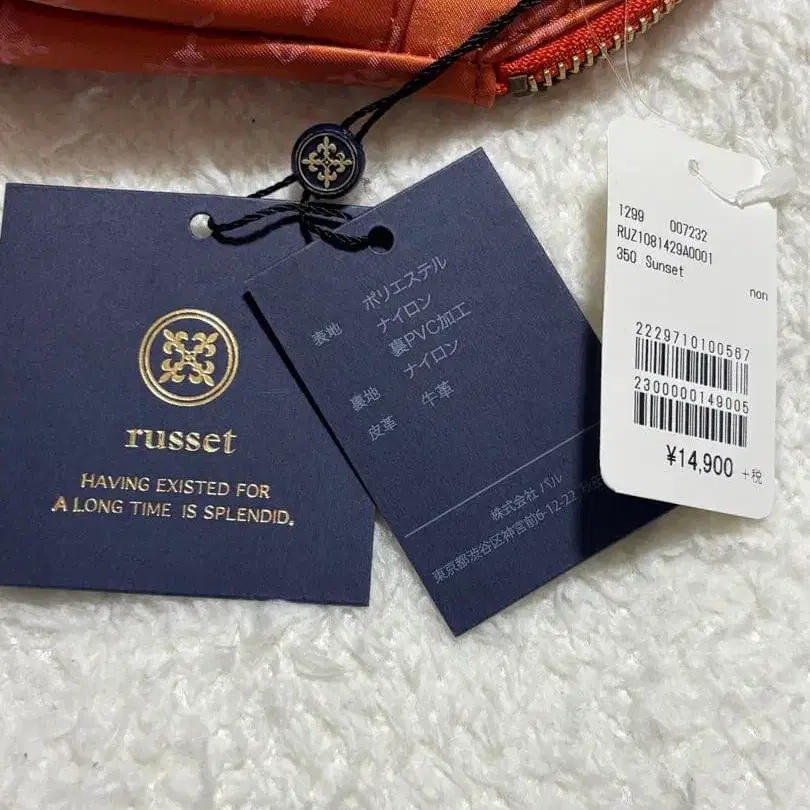 russet
HAVING EXISTED FOR
A LONG TIME IS SPLENDID.
表地 ポリエステル
ナイロン
裏PVC加工
裏地 ナイロン
皮革 牛革
株式会社 パル
東京都渋谷区神宮前6-12-22
1299 007232
RUZ1081429A0001
350 Sunset
non
2229710100567
2300000149005
¥14,900 +税